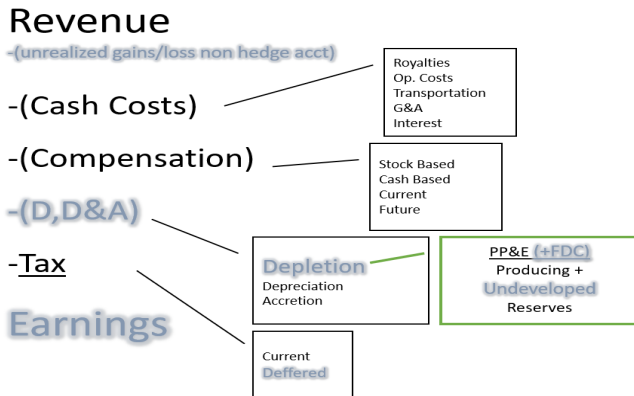 Revenue
-(unrealized gains/loss non hedge acct)
-(Cash Costs)
Royalties
Op. Costs
Transportation
G&A
Interest
-(Compensation)
Stock Based
Cash Based
Current
Future
-(D,D&A)
Depletion
Depreciation
Accretion
PP&E (+FDC)
Producing +
Undeveloped
Reserves
-Tax
Current
Deffered
Earnings